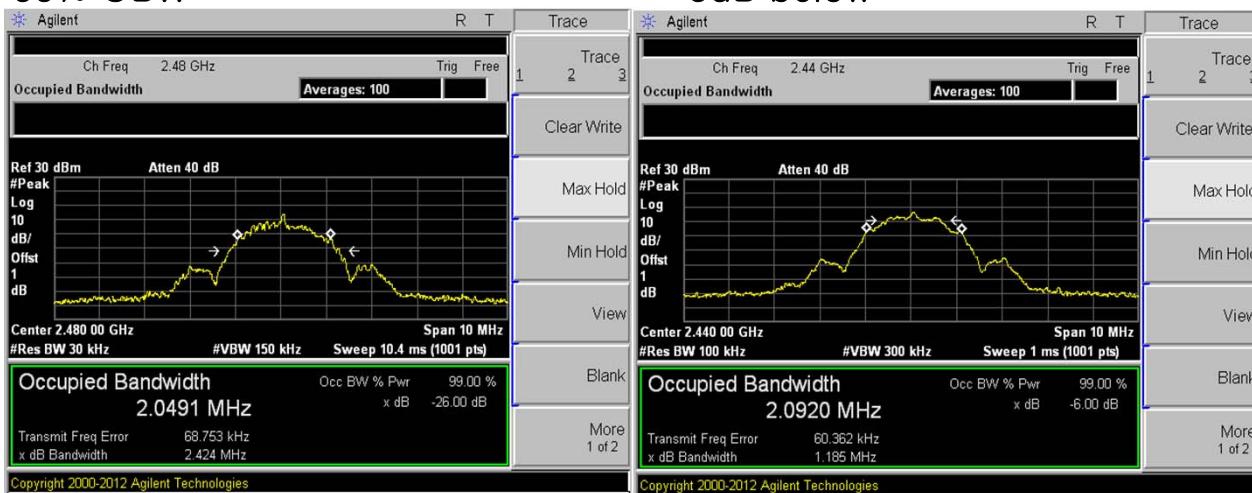 Agilent R T Trace
Ch Freq 2.48 GHz Trig Free
Occupied Bandwidth Averages: 100
Trace
1 2 3
Clear Write
Ref 30 dBm Atten 40 dB
#Peak
Log
10
dB/
Offst
1
dB
Max Hold
Min Hold
View
Center 2.480 00 GHz Span 10 MHz
#Res BW 30 kHz #VBW 150 kHz Sweep 10.4 ms (1001 pts)
Occupied Bandwidth Occ BW % Pwr 99.00 %
2.0491 MHz x dB -26.00 dB
Transmit Freq Error 68.753 kHz
x dB Bandwidth 2.424 MHz
Blank
More
1 of 2
Copyright 2000-2012 Agilent Technologies
Agilent R T Trace
Ch Freq 2.44 GHz Trig Free
Occupied Bandwidth Averages: 100
Trace
1 2
Clear Write
Ref 30 dBm Atten 40 dB
#Peak
Log
10
dB/
Offst
1
dB
Max Hold
Min Hold
View
Center 2.440 00 GHz Span 10 MHz
#Res BW 100 kHz #VBW 300 kHz Sweep 1 ms (1001 pts)
Occupied Bandwidth Occ BW % Pwr 99.00 %
2.0920 MHz x dB -6.00 dB
Transmit Freq Error 60.362 kHz
x dB Bandwidth 1.185 MHz
Blank
More
1 of 2
Copyright 2000-2012 Agilent Technologies